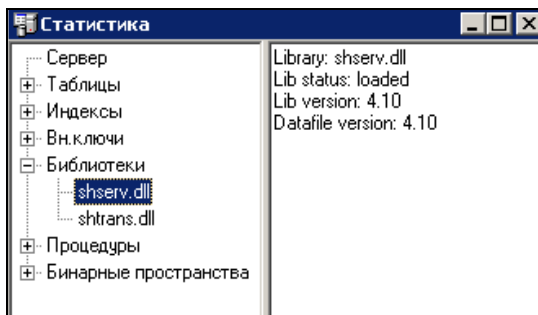 Статистика
Сервер
Таблицы
Индексы
Вн.ключи
Библиотеки
shserv.dll
shtrans.dll
Процедуры
Бинарные пространства
Library: shserv.dll
Lib status: loaded
Lib version: 4.10
Datafile version: 4.10